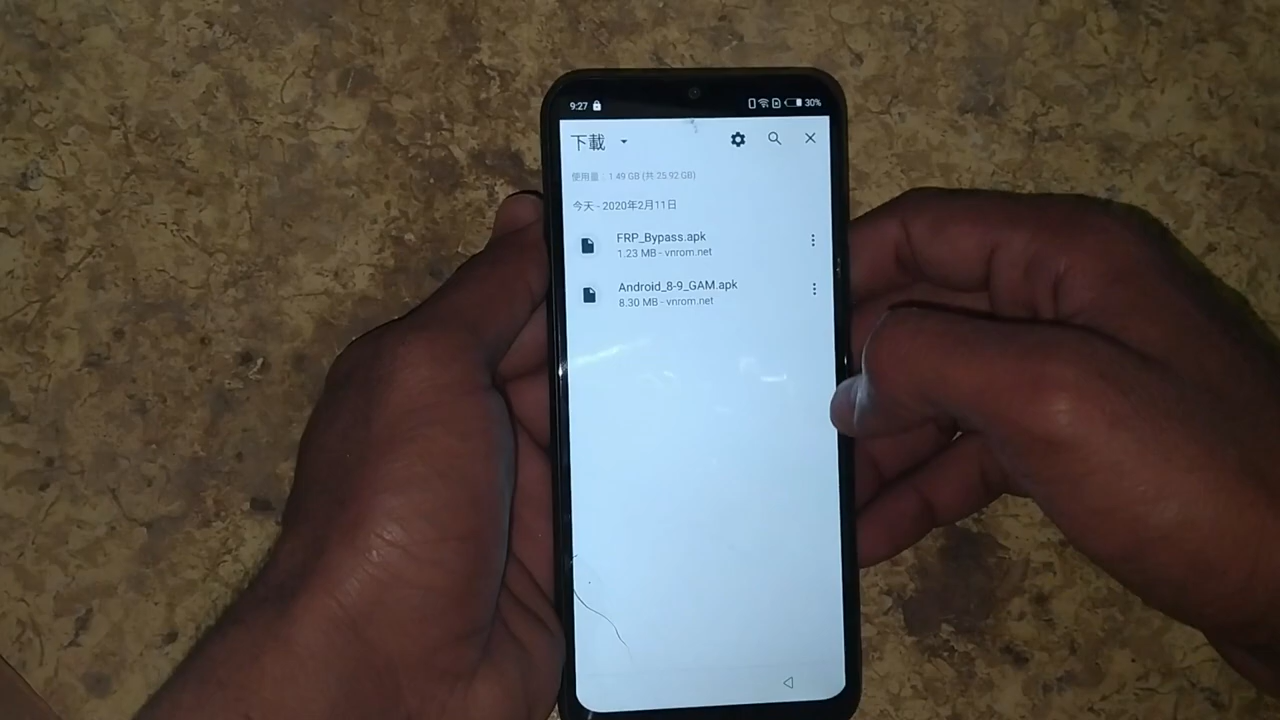 9:27
30%
下載
使用量：1.49 GB (共 25.92 GB)
今天 - 2020年2月11日
FRP_Bypass.apk
1.23 MB - vnrom.net
Android_8-9_GAM.apk
8.30 MB - vnrom.net